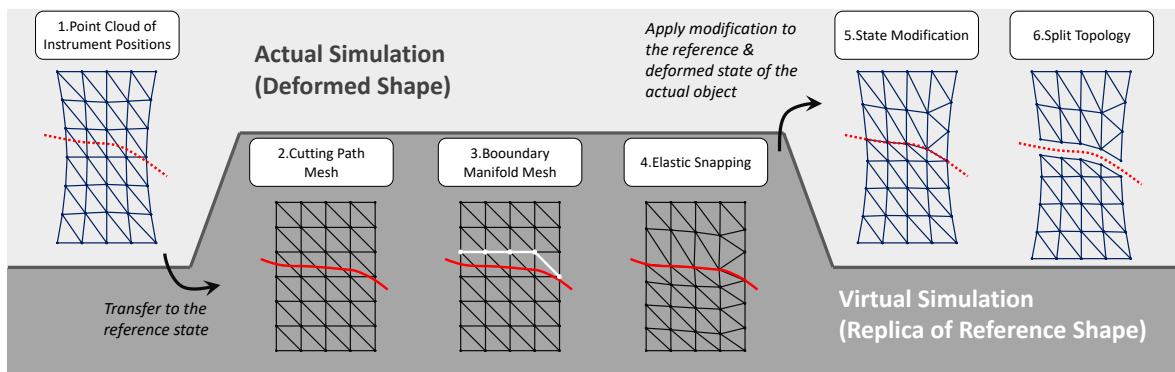 1.Point Cloud of
Instrument Positions
Actual Simulation
(Deformed Shape)
Apply modification to
the reference &
deformed state of the
actual object
5.State Modification
6.Split Topology
2.Cutting Path
Mesh
3.Booundary
Manifold Mesh
4.Elastic Snapping
Transfer to the
reference state
Virtual Simulation
(Replica of Reference Shape)